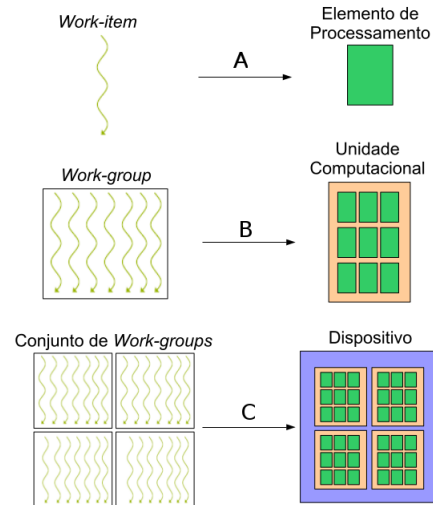 Work-item
A
Elemento de
Processamento
Work-group
B
Unidade
Computacional
Conjunto de Work-groups
C
Dispositivo